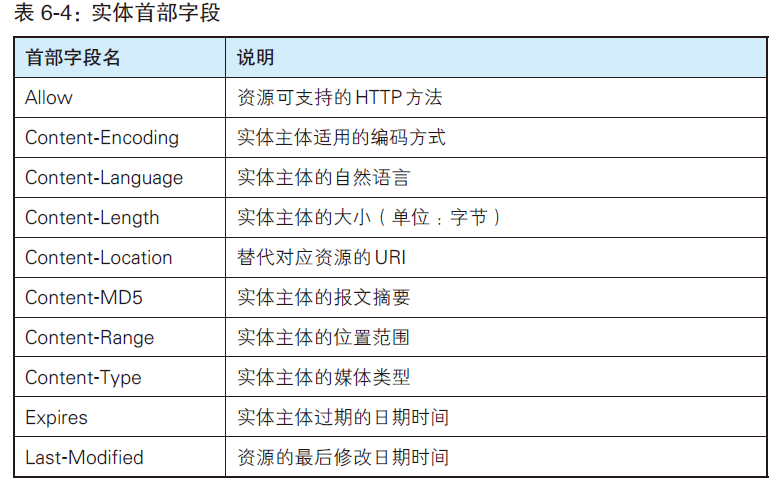 表 6-4：实体首部字段
首部字段名 说明
Allow 资源可支持的HTTP方法
Content-Encoding 实体主体适用的编码方式
Content-Language 实体主体的自然语言
Content-Length 实体主体的大小（单位：字节）
Content-Location 替代对应资源的URI
Content-MD5 实体主体的报文摘要
Content-Range 实体主体的位置范围
Content-Type 实体主体的媒体类型
Expires 实体主体过期的日期时间
Last-Modified 资源的最后修改日期时间